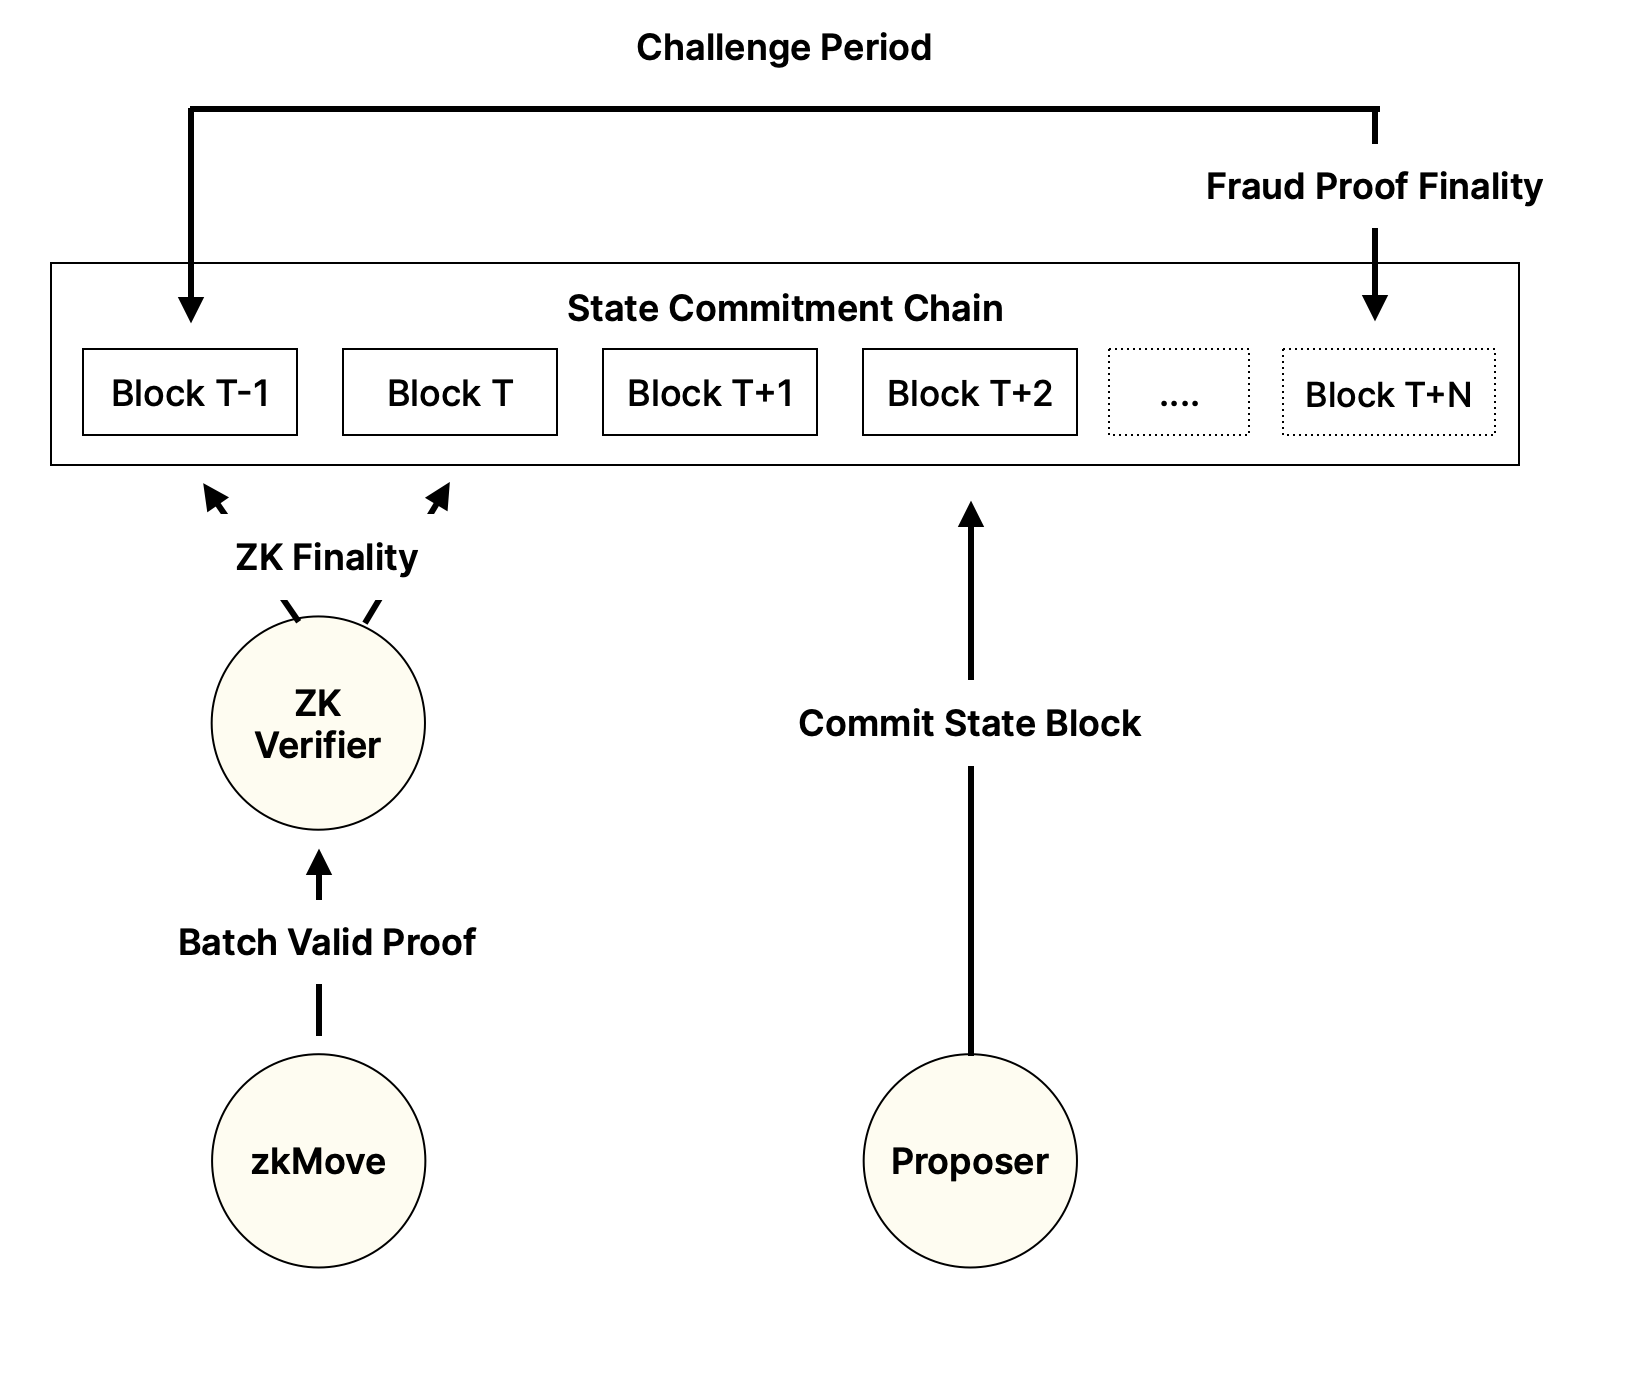 Challenge Period
Fraud Proof Finality
State Commitment Chain
Block T-1
Block T
Block T+1
Block T+2
....
Block T+N
ZK Finality
ZK
Verifier
Commit State Block
Batch Valid Proof
zkMove
Proposer